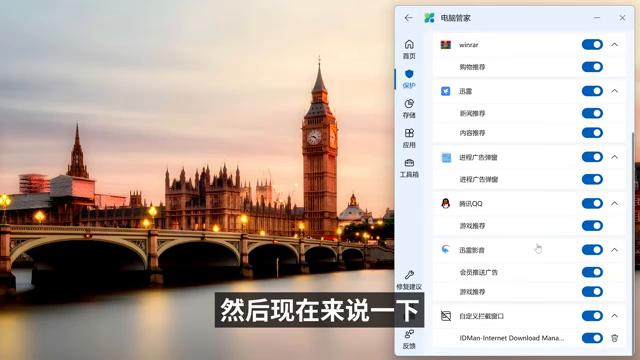 电脑管家
首页
保护
存储
应用
工具箱
修复建议
反馈
winrar
购物推荐
迅雷
新闻推荐
内容推荐
进程广告弹窗
进程广告弹窗
腾讯QQ
游戏推荐
迅雷影音
会员推送广告
游戏推荐
自定义拦截窗口
IDMan-Internet Download Mana...
然后现在来说一下